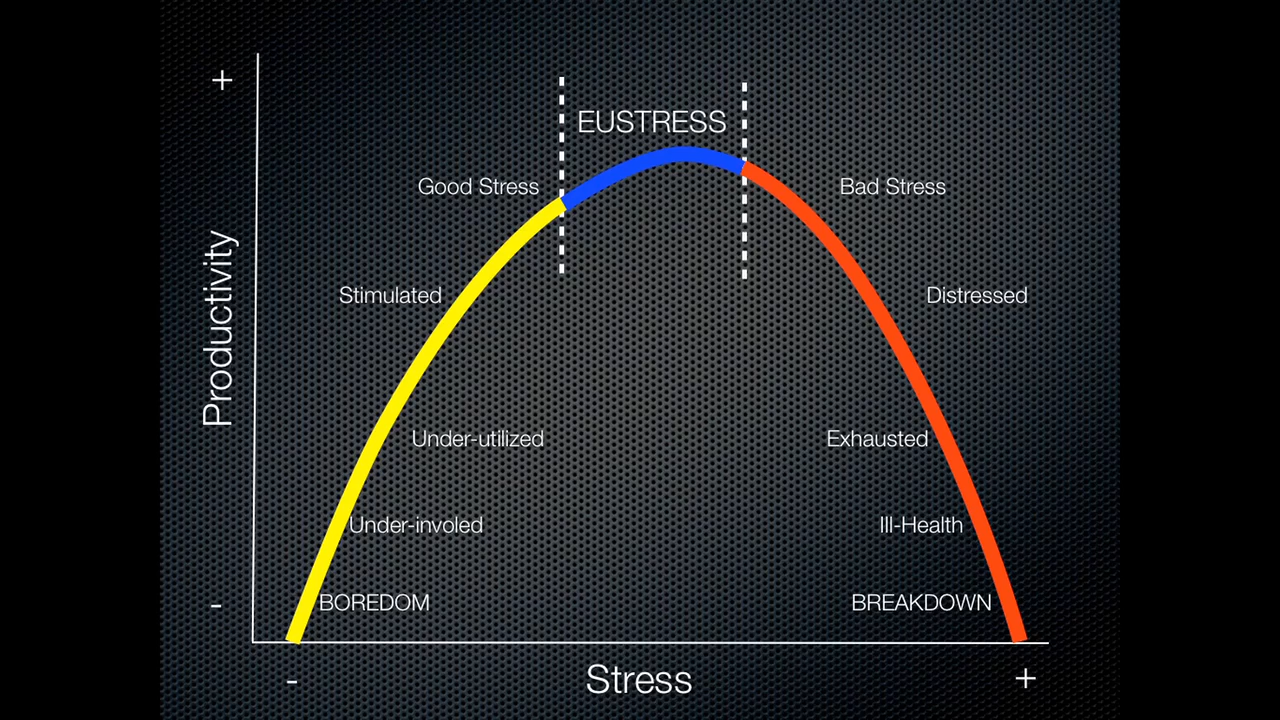 +
EUSTRESS
Good Stress
Bad Stress
Stimulated
Distressed
Productivity
Under-utilized
Exhausted
Under-involed
Ill-Health
-
BOREDOM
BREAKDOWN
-
Stress
+